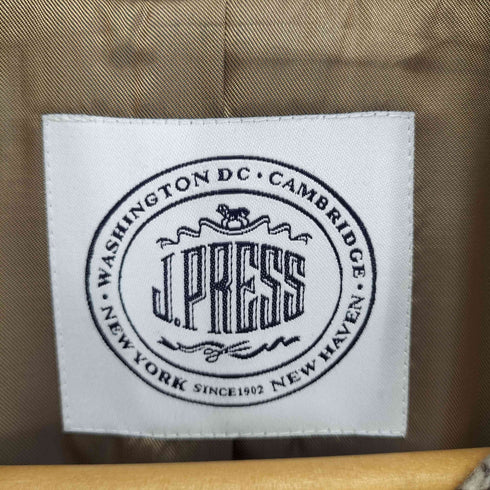 · WASHINGTON DC · CAMBRIDGE ·
J.PRESS
· NEW YORK SINCE 1902 NEW HAVEN ·